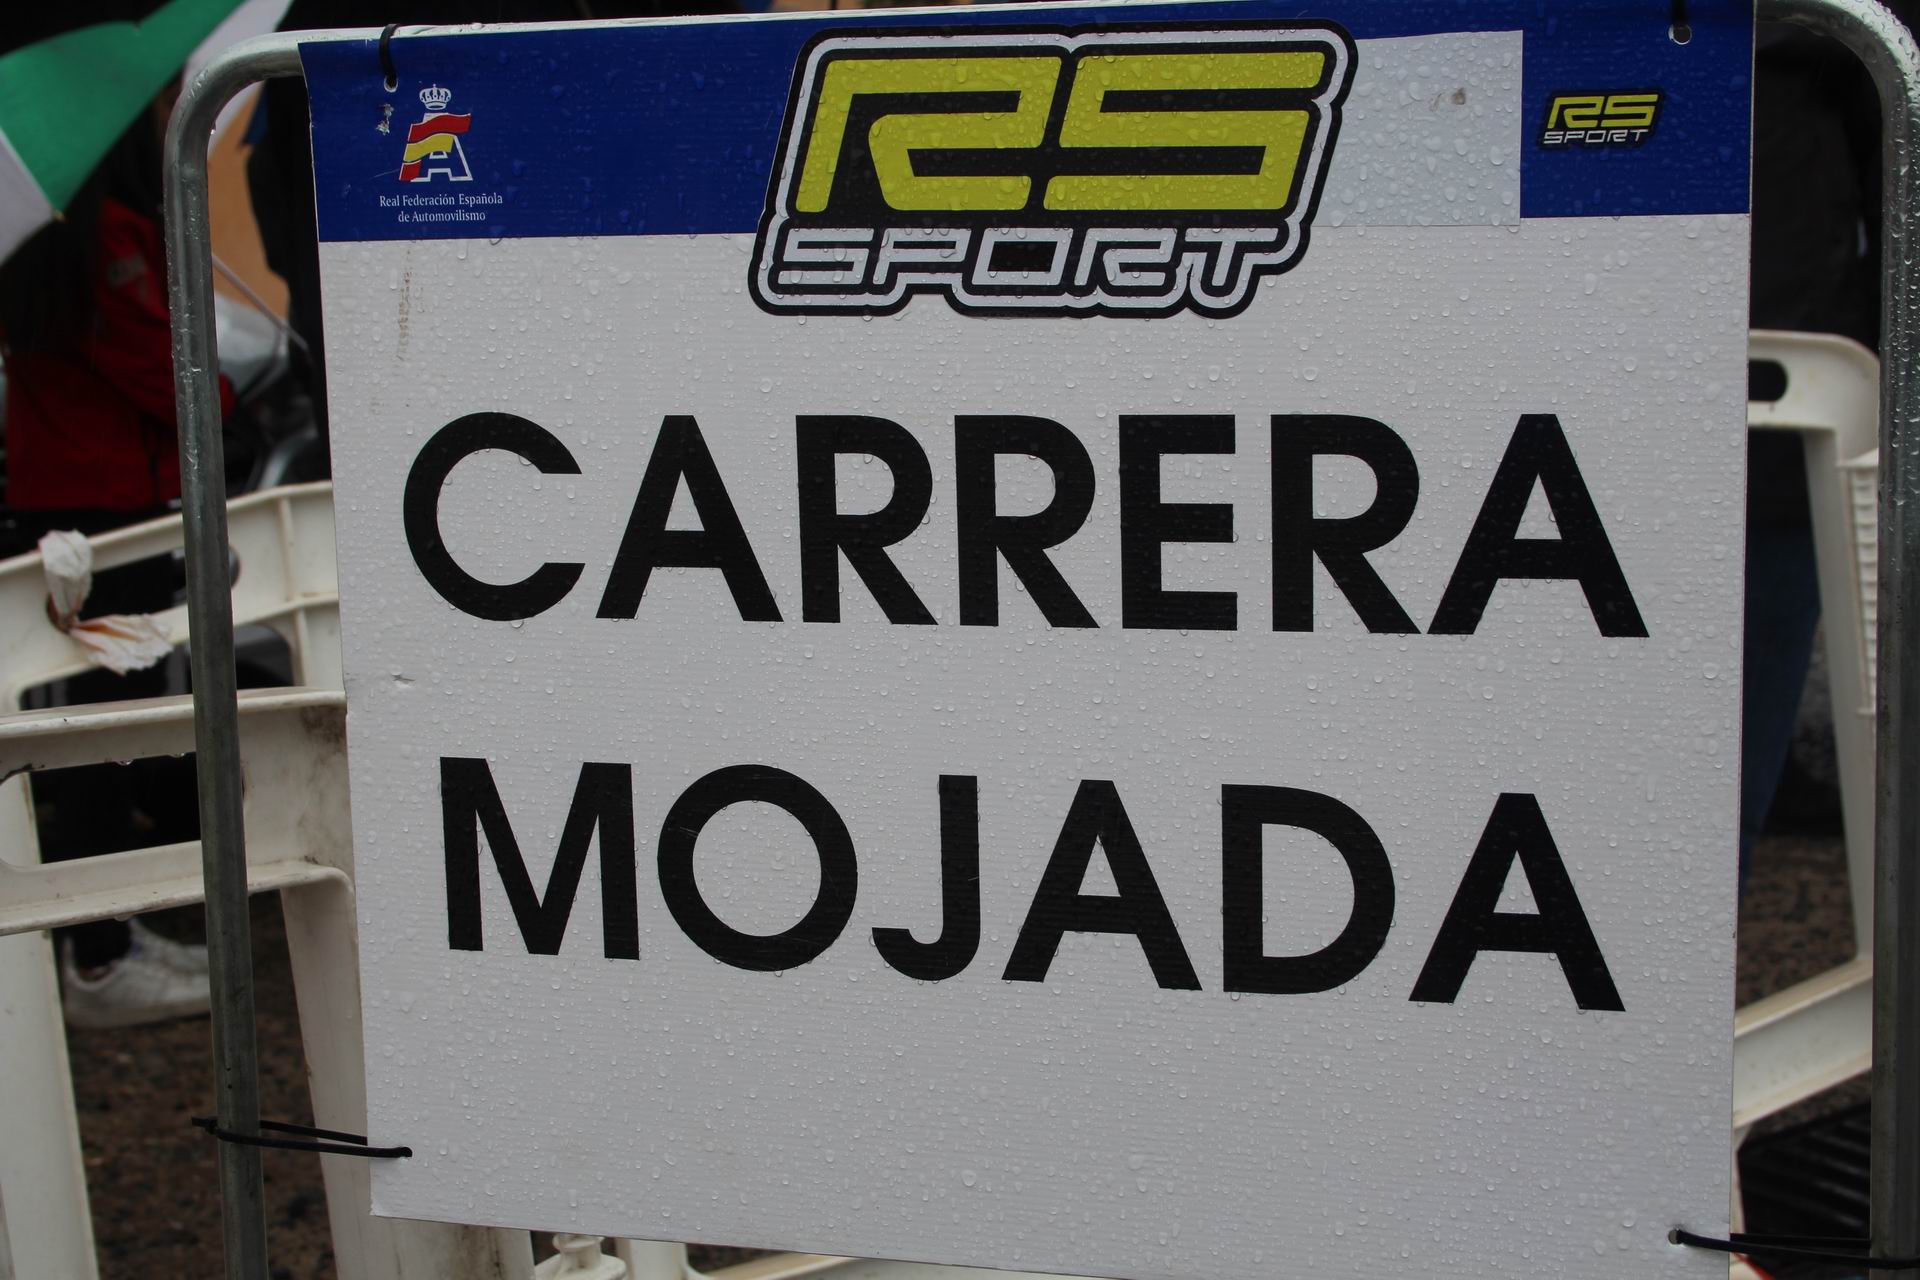 RS
SPORT
RS
SPORT
Real Federación Española
de Automovilismo
CARRERA
MOJADA